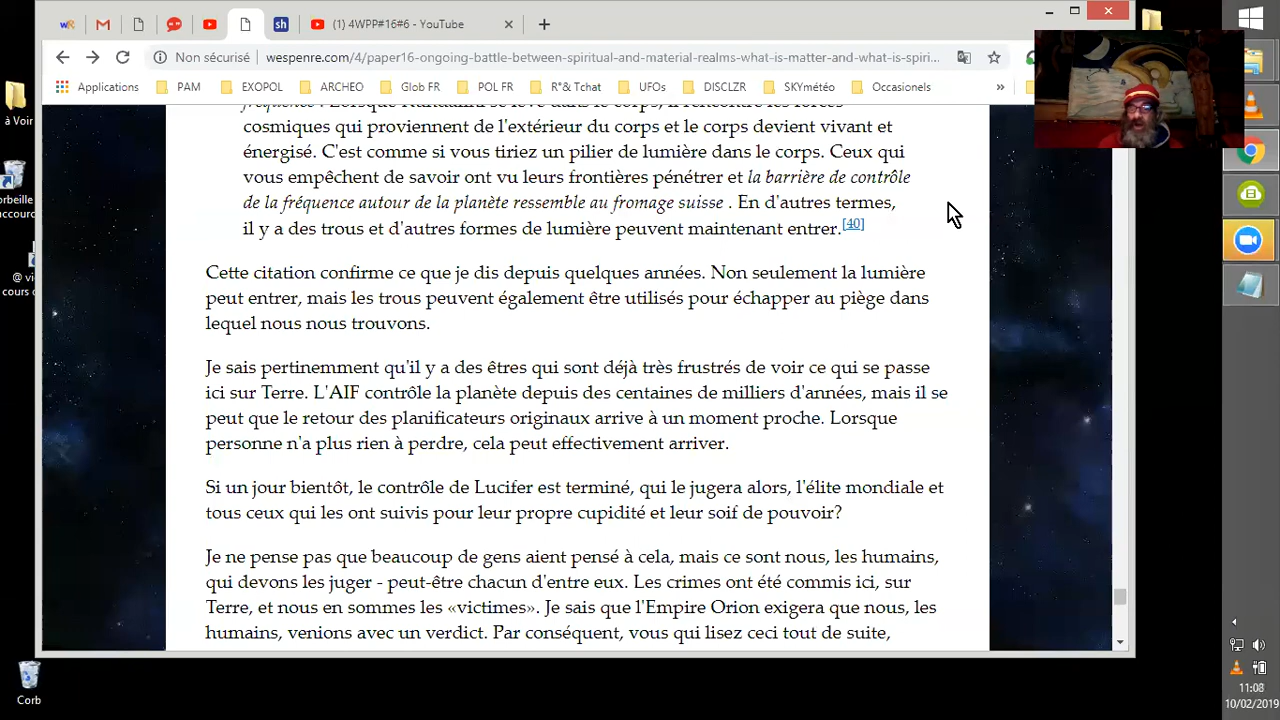 (1) 4WPP#16#6 - YouTube
Non sécurisé
wespenre.com/4/paper16-ongoing-battle-between-spiritual-and-material-realms-what-is-matter-and-what-is-spiri...
Applications
PAM
EXOPOL
ARCHEO
Glob FR
POL FR
R"& Tchat
UFOs
DISCLZR
SKYmétéo
Occasionels
»
à Voir
cosmiques qui proviennent de l'extérieur du corps et le corps devient vivant et
énergisé. C'est comme si vous tiriez un pilier de lumière dans le corps. Ceux qui
vous empêchent de savoir ont vu leurs frontières pénétrer et la barrière de contrôle
de la fréquence autour de la planète ressemble au fromage suisse . En d'autres termes,
il y a des trous et d'autres formes de lumière peuvent maintenant entrer.[40]
Cette citation confirme ce que je dis depuis quelques années. Non seulement la lumière
peut entrer, mais les trous peuvent également être utilisés pour échapper au piège dans
lequel nous nous trouvons.
Je sais pertinemment qu'il y a des êtres qui sont déjà très frustrés de voir ce qui se passe
ici sur Terre. L'AIF contrôle la planète depuis des centaines de milliers d'années, mais il se
peut que le retour des planificateurs originaux arrive à un moment proche. Lorsque
personne n'a plus rien à perdre, cela peut effectivement arriver.
Si un jour bientôt, le contrôle de Lucifer est terminé, qui le jugera alors, l'élite mondiale et
tous ceux qui les ont suivis pour leur propre cupidité et leur soif de pouvoir?
Je ne pense pas que beaucoup de gens aient pensé à cela, mais ce sont nous, les humains,
qui devons les juger - peut-être chacun d'entre eux. Les crimes ont été commis ici, sur
Terre, et nous en sommes les «victimes». Je sais que l'Empire Orion exigera que nous, les
humains, venions avec un verdict. Par conséquent, vous qui lisez ceci tout de suite,
Corb
11:08
10/02/2019